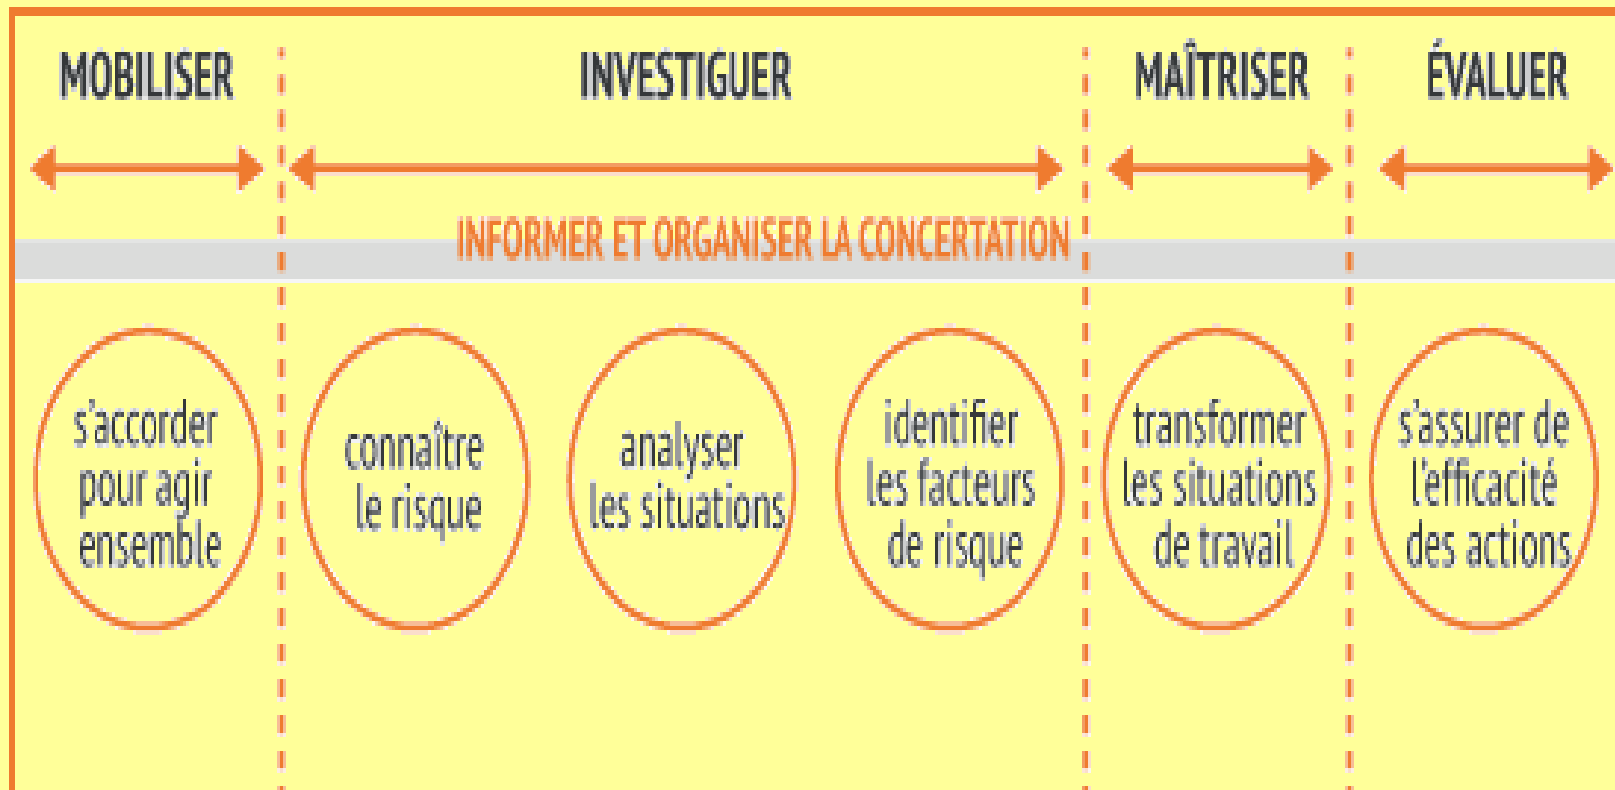 MOBILISER
INVESTIGUER
MAÎTRISER
ÉVALUER
INFORMER ET ORGANISER LA CONCERTATION
s'accorder
pour agir
ensemble
connaître
le risque
analyser
les situations
identifier
les facteurs
de risque
transformer
les situations
de travail
s'assurer de
l'efficacité
des actions